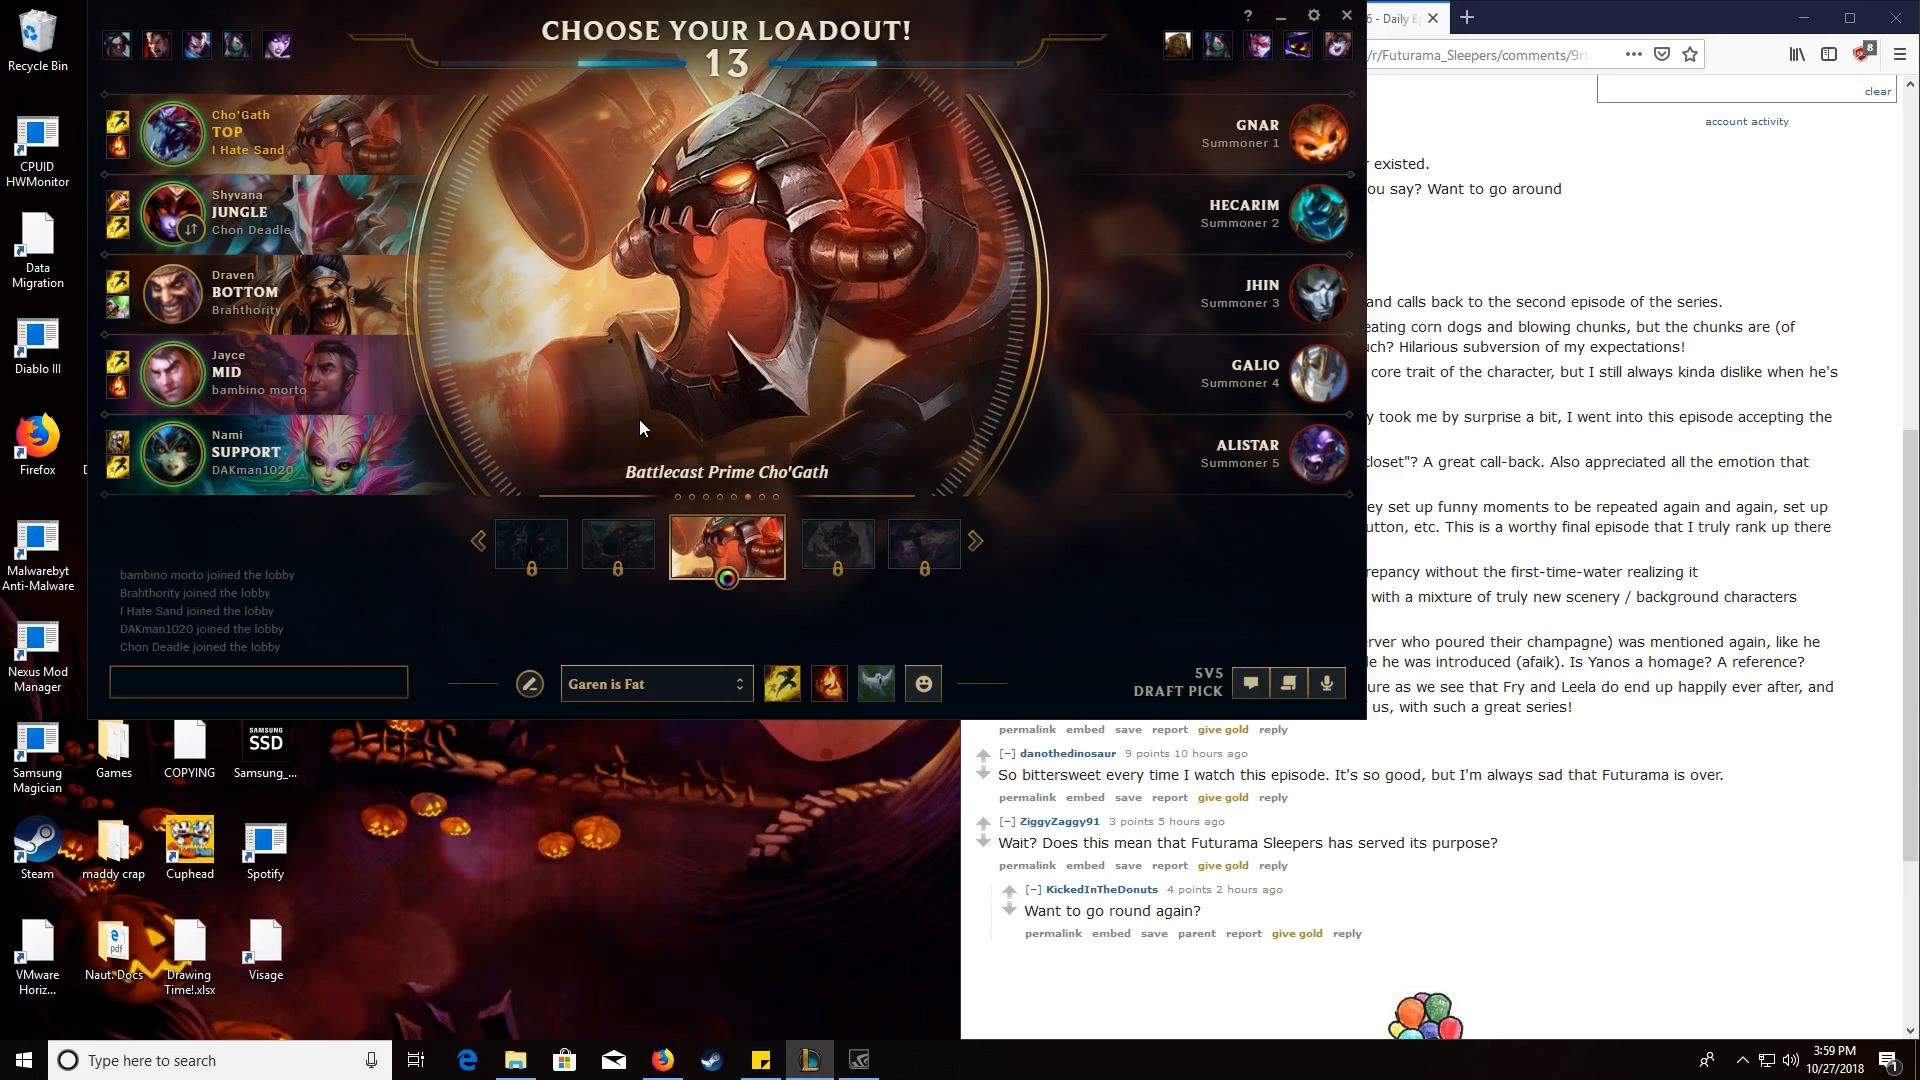 Recycle Bin
CPUID
HWMonitor
Data
Migration
Diablo III
Firefox
Malwarebyt
Anti-Malware
Nexus Mod
Manager
Samsung
Magician
Games
COPYING
SAMSUNG
SSD
Samsung_...
Steam
maddy crap
Cuphead
Spotify
VMware
Horiz...
pdf
Naut. Docs
Drawing
Time!.xlsx
Visage
CHOOSE YOUR LOADOUT!
13
?
Cho'Gath
TOP
I Hate Sand
Shyvana
JUNGLE
Chon Deadle
Draven
BOTTOM
Brahthority
Jayce
MID
bambino morto
Nami
SUPPORT
DAKman1020
GNAR
Summoner 1
HECARIM
Summoner 2
JHIN
Summoner 3
GALIO
Summoner 4
ALISTAR
Summoner 5
Battlecast Prime Cho'Gath
bambino morto joined the lobby
Brahthority joined the lobby
I Hate Sand joined the lobby
DAKman1020 joined the lobby
Chon Deadle joined the lobby
Garen is Fat
5V5
DRAFT PICK
6 - Daily
/r/Futurama_Sleepers/comments/9r
8
clear
account activity
existed.
ou say? Want to go around
and calls back to the second episode of the series.
eating corn dogs and blowing chunks, but the chunks are (of
uch? Hilarious subversion of my expectations!
core trait of the character, but I still always kinda dislike when he's
y took me by surprise a bit, I went into this episode accepting the
closet"? A great call-back. Also appreciated all the emotion that
ey set up funny moments to be repeated again and again, set up
utton, etc. This is a worthy final episode that I truly rank up there
repancy without the first-time-water realizing it
with a mixture of truly new scenery / background characters
erver who poured their champagne) was mentioned again, like he
le he was introduced (afaik). Is Yanos a homage? A reference?
ure as we see that Fry and Leela do end up happily ever after, and
us, with such a great series!
permalink embed save report give gold reply
[–] danothedinosaur 9 points 10 hours ago
So bittersweet every time I watch this episode. It's so good, but I'm always sad that Futurama is over.
permalink embed save report give gold reply
[–] ZiggyZaggy91 3 points 5 hours ago
Wait? Does this mean that Futurama Sleepers has served its purpose?
permalink embed save report give gold reply
[–] KickedInTheDonuts 4 points 2 hours ago
Want to go round again?
permalink embed save parent report give gold reply
Type here to search
3:59 PM
10/27/2018
1